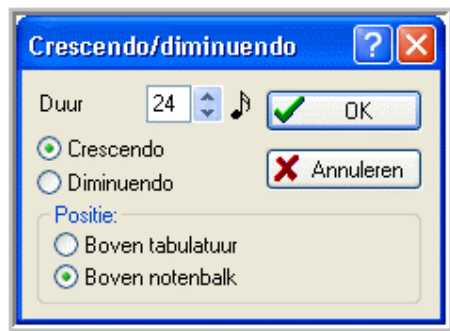 Crescendo/diminuendo ?
Duur 24 OK
Crescendo
Diminuendo
Annuleren
Positie:
Boven tabulatuur
Boven notenbalk